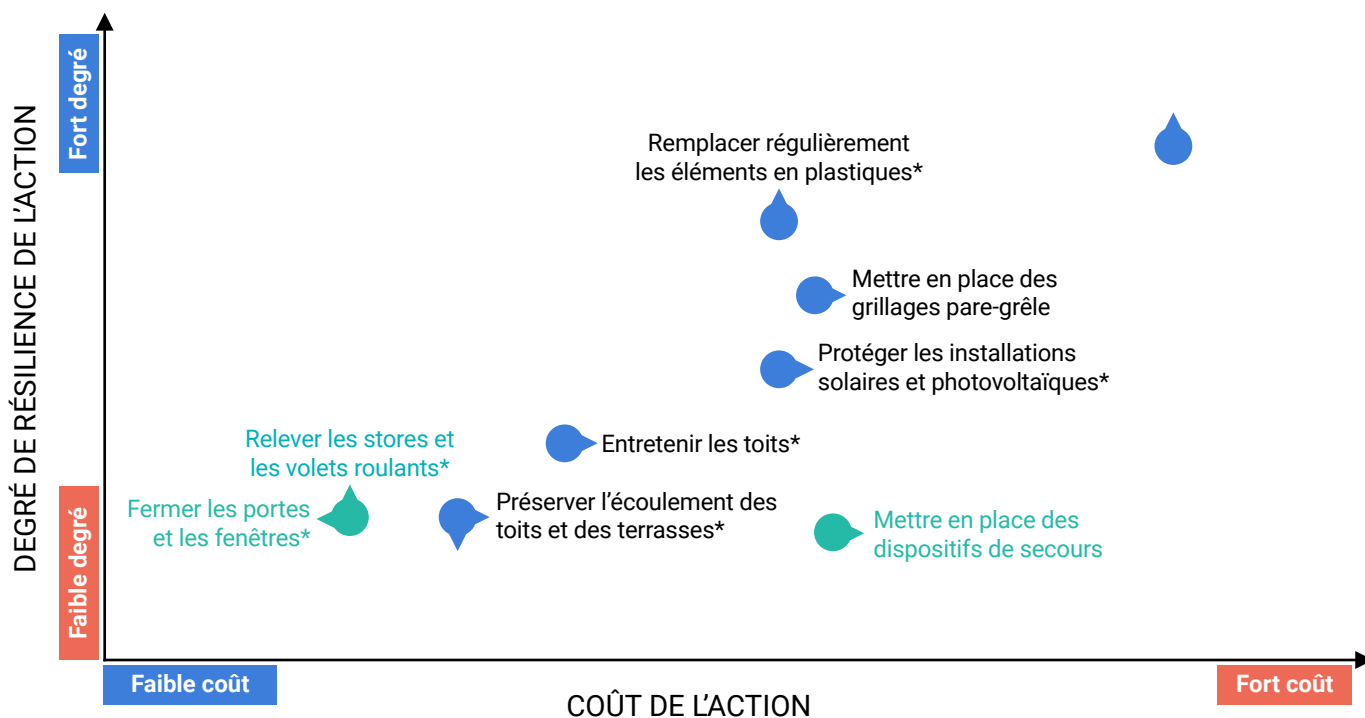 DEGRÉ DE RÉSILIENCE DE L'ACTION
Fort degré
Faible degré
Remplacer régulièrement
les éléments en plastiques*
Mettre en place des
grillages pare-grêle
Protéger les installations
solaires et photovoltaïques*
Relever les stores et
les volets roulants*
Entretenir les toits*
Fermer les portes
et les fenêtres*
Préserver l'écoulement des
toits et des terrasses*
Mettre en place des
dispositifs de secours
Faible coût
COÛT DE L'ACTION
Fort coût